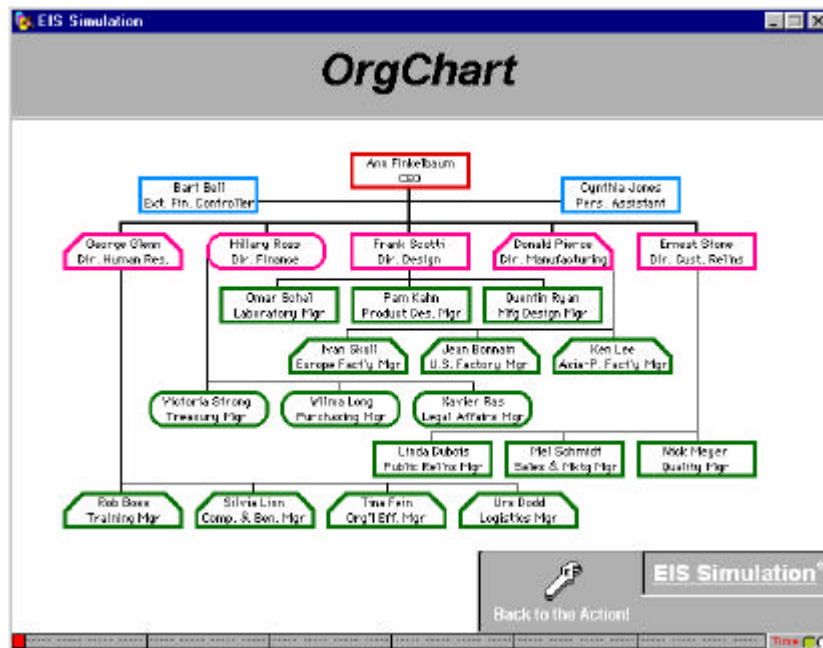 EIS Simulation
OrgChart
Ann Finkelbaum
CEO
Bart Bell
Ext. Fin. Controller
Cynthia Jones
Pers. Assistant
George Glenn
Dir. Human Res.
Hillary Ross
Dir. Finance
Frank Scotti
Dir. Design
Donald Pierce
Dir. Manufacturing
Ernest Stone
Dir. Cust. Rel'ns
Omar
Laboratory Mgr
Pam Kahn
Product Des. Mgr
Quentin Ryan
Mfg Design Mgr
Ivan Skull
Europe Fact'y Mgr
Jean Bonnain
U.S. Factory Mgr
Ken Lee
Asia-P. Fact'y Mgr
Victoria Strong
Treasury Mgr
Wilma Long
Purchasing Mgr
Xavier Ras
Legal Affairs Mgr
Linda Dubois
Public Rel'ns Mgr
Mel Schmidt
Sales & Mktg Mgr
Nick Meyer
Quality Mgr
Rob Boss
Training Mgr
Silvia Linn
Comp. & Ben. Mgr
Tina Fein
Org'l Eff. Mgr
Urs Dodd
Logistics Mgr
EIS Simulation
Back to the Action!
Time